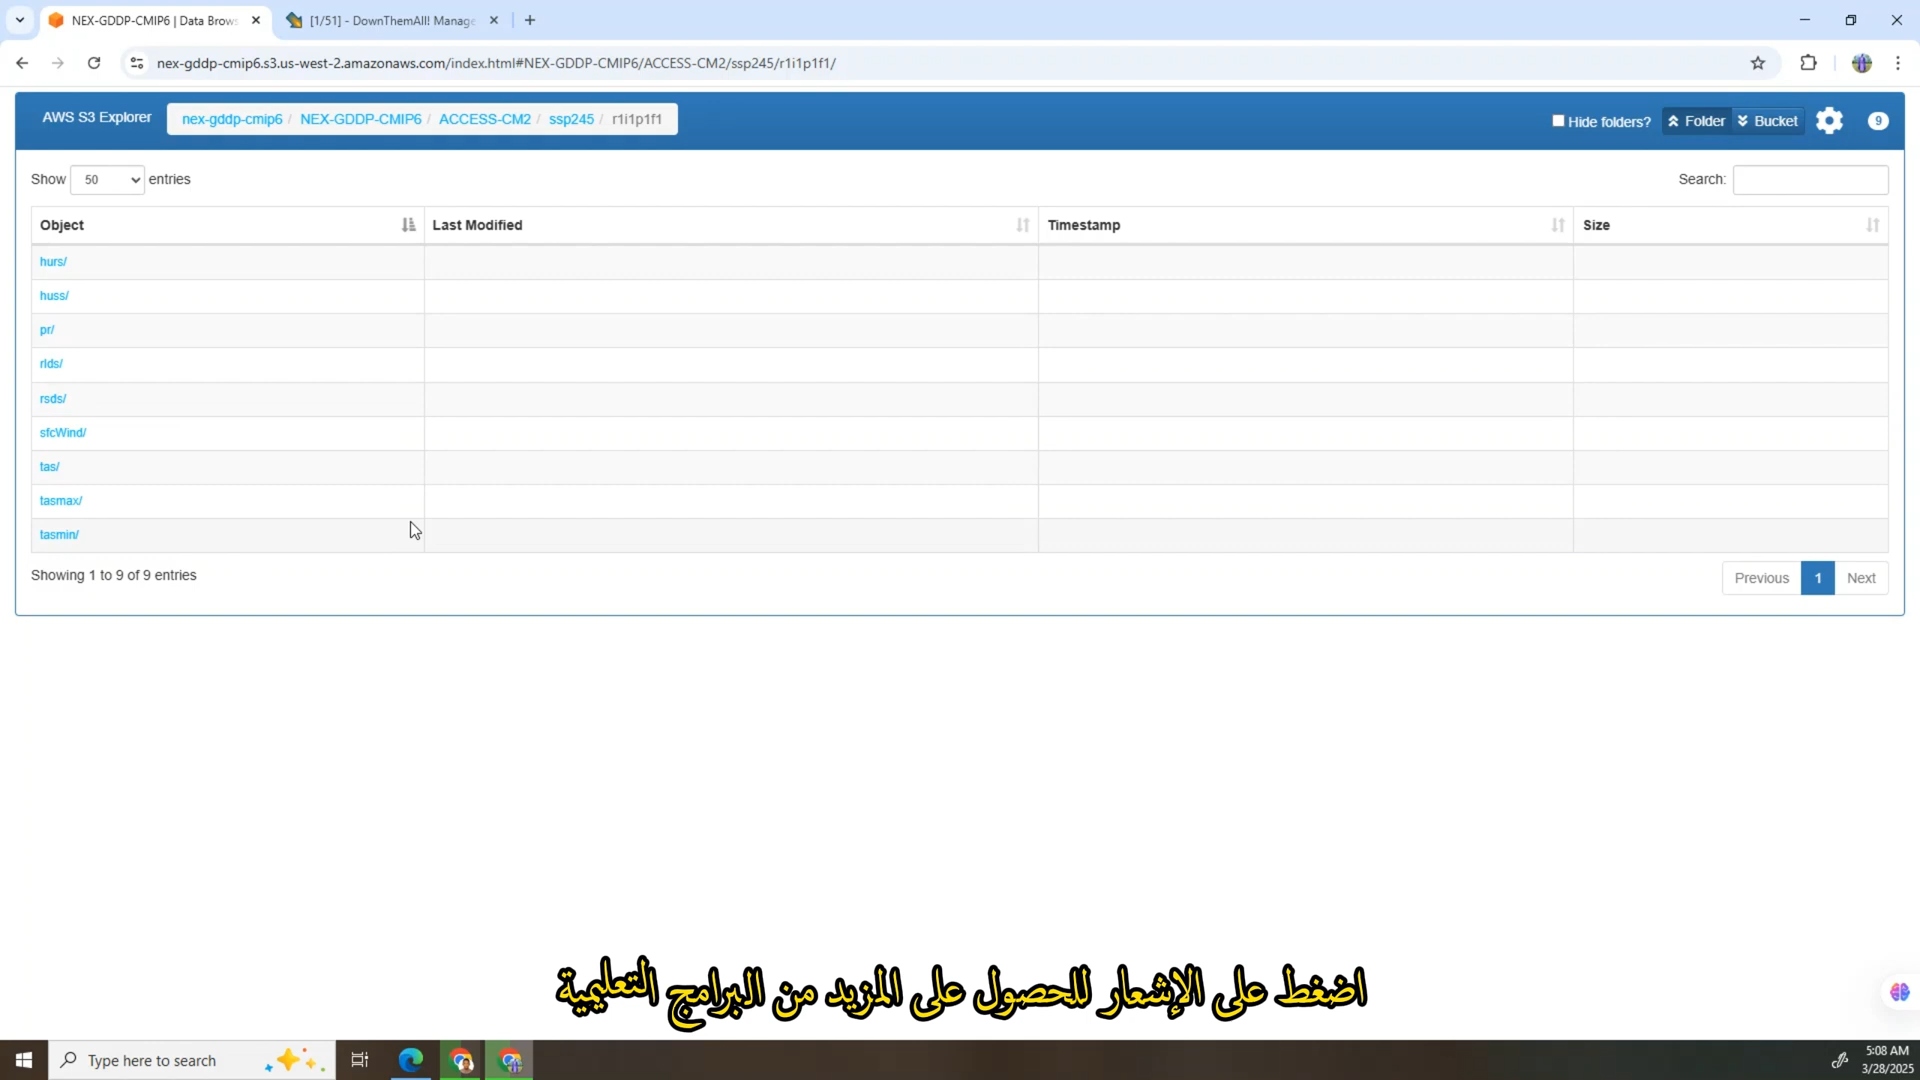 NEX-GDDP-CMIP6 | Data Brows
[1/51] - DownThemAll! Manage
nex-gddp-cmip6.s3.us-west-2.amazonaws.com/index.html#NEX-GDDP-CMIP6/ACCESS-CM2/ssp245/r1i1p1f1/
AWS S3 Explorer
nex-gddp-cmip6 / NEX-GDDP-CMIP6 / ACCESS-CM2 / ssp245 / r1i1p1f1
Hide folders?
Folder
Bucket
9
Show 50 entries
Search:
Object
Last Modified
Timestamp
Size
hurs/
huss/
pr/
rlds/
rsds/
sfcWind/
tas/
tasmax/
tasmin/
Showing 1 to 9 of 9 entries
Previous 1 Next
اضغط على الإشعار للحصول على المزيد من البرامج التعليمية
Type here to search
5:08 AM
3/28/2025